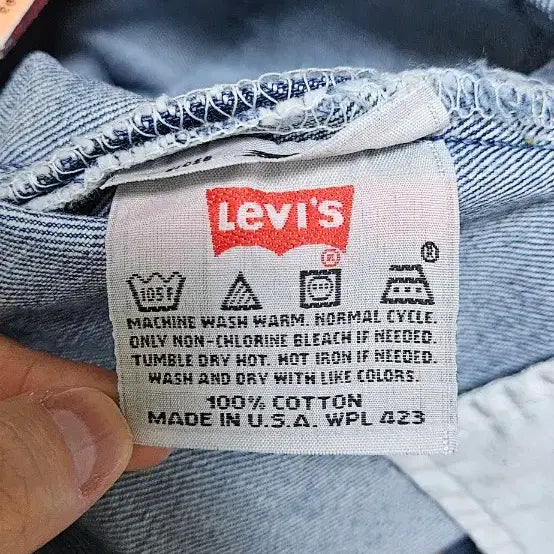 Levi's
®
105F
®
MACHINE WASH WARM. NORMAL CYCLE.
ONLY NON-CHLORINE BLEACH IF NEEDED.
TUMBLE DRY HOT. HOT IRON IF NEEDED.
WASH AND DRY WITH LIKE COLORS.
100% COTTON
MADE IN U.S.A. WPL 423